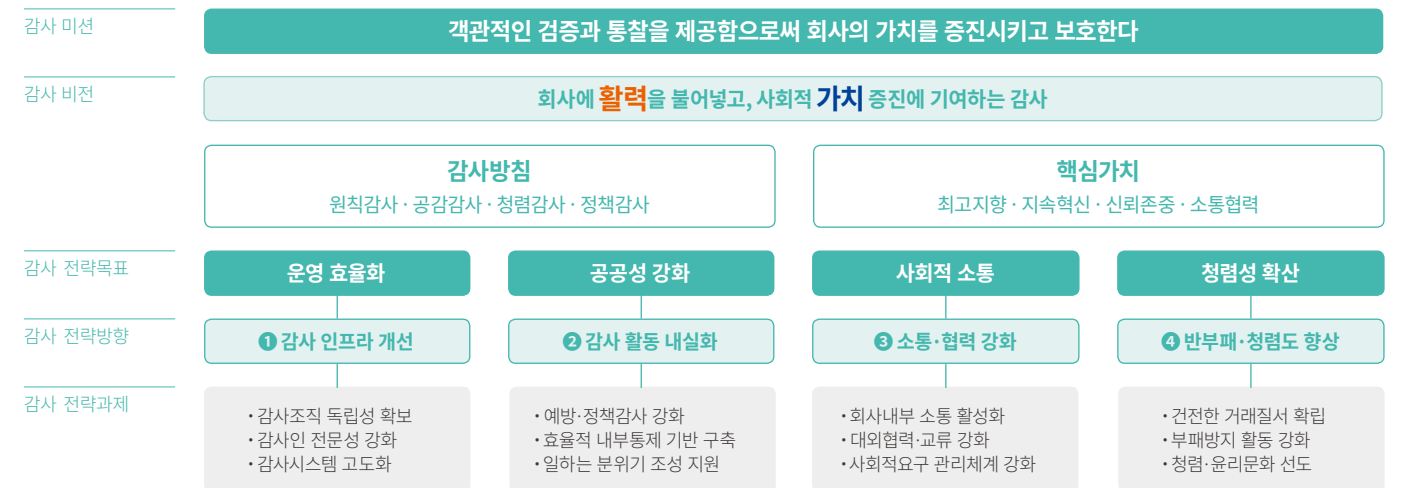 감사 미션
객관적인 검증과 통찰을 제공함으로써 회사의 가치를 증진시키고 보호한다
감사 비전
회사에 활력을 불어넣고, 사회적 가치 증진에 기여하는 감사
감사방침
원칙감사 · 공감감사 · 청렴감사 · 정책감사
핵심가치
최고지향 · 지속혁신 · 신뢰존중 · 소통협력
감사 전략목표
운영 효율화
공공성 강화
사회적 소통
청렴성 확산
감사 전략방향
❶ 감사 인프라 개선
❷ 감사 활동 내실화
❸ 소통·협력 강화
❹ 반부패·청렴도 향상
감사 전략과제
• 감사조직 독립성 확보
• 감사인 전문성 강화
• 감사시스템 고도화
• 예방·정책감사 강화
• 효율적 내부통제 기반 구축
• 일하는 분위기 조성 지원
• 회사내부 소통 활성화
• 대외협력·교류 강화
• 사회적요구 관리체계 강화
• 건전한 거래질서 확립
• 부패방지 활동 강화
• 청렴·윤리문화 선도